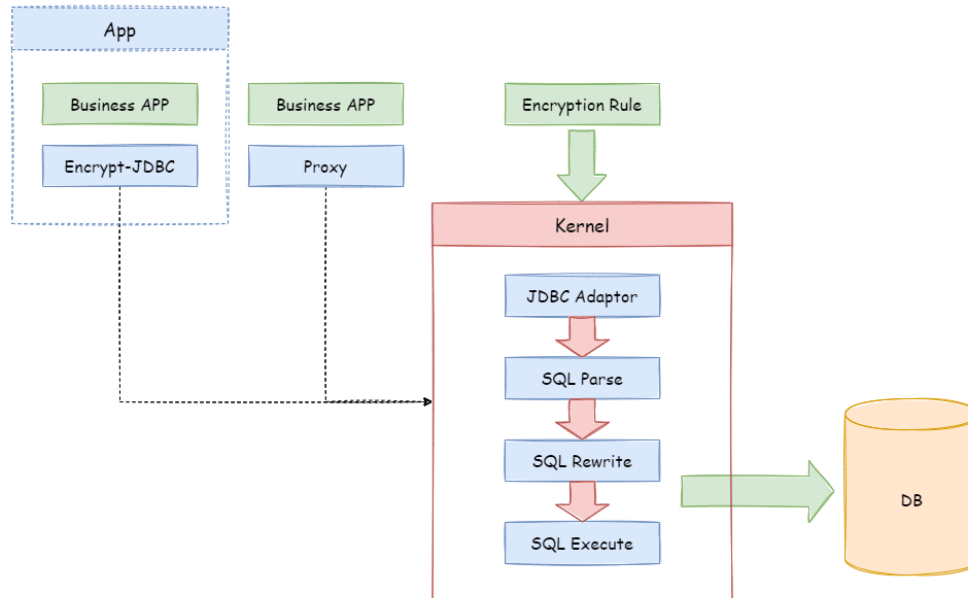 App
Business APP
Business APP
Encryption Rule
Encrypt-JDBC
Proxy
Kernel
JDBC Adaptor
SQL Parse
SQL Rewrite
DB
SQL Execute